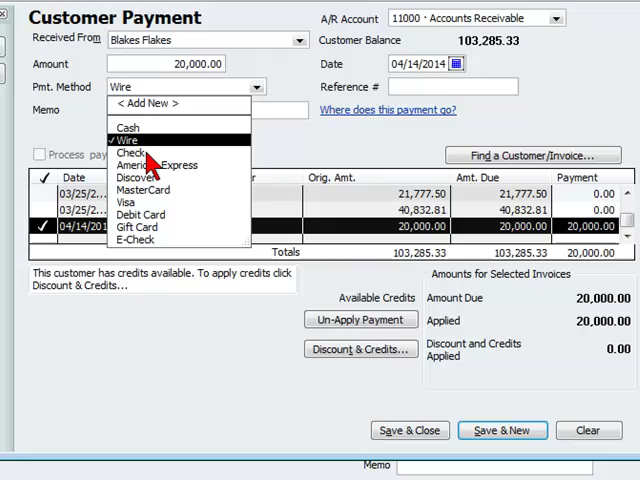 Customer Payment
A/R Account 11000 · Accounts Receivable
Received From Blakes Flakes
Customer Balance 103,285.33
Amount 20,000.00
Date 04/14/2014
Pmt. Method Wire
Reference #
Memo
Where does this payment go?
< Add New >
Cash
✓ Wire
Check
American Express
Discover
MasterCard
Visa
Debit Card
Gift Card
E-Check
Process pay
Find a Customer/Invoice...
✓ Date Orig. Amt. Amt. Due Payment
03/25/2... 21,777.50 21,777.50 0.00
03/25/2... 40,832.81 40,832.81 0.00
✓ 04/14/201 20,000.00 20,000.00 20,000.00
Totals 103,285.33 103,285.33 20,000.00
This customer has credits available. To apply credits click
Discount & Credits...
Available Credits
Un-Apply Payment
Discount & Credits...
Amounts for Selected Invoices
Amount Due 20,000.00
Applied 20,000.00
Discount and Credits
Applied 0.00
Save & Close
Save & New
Clear
Memo